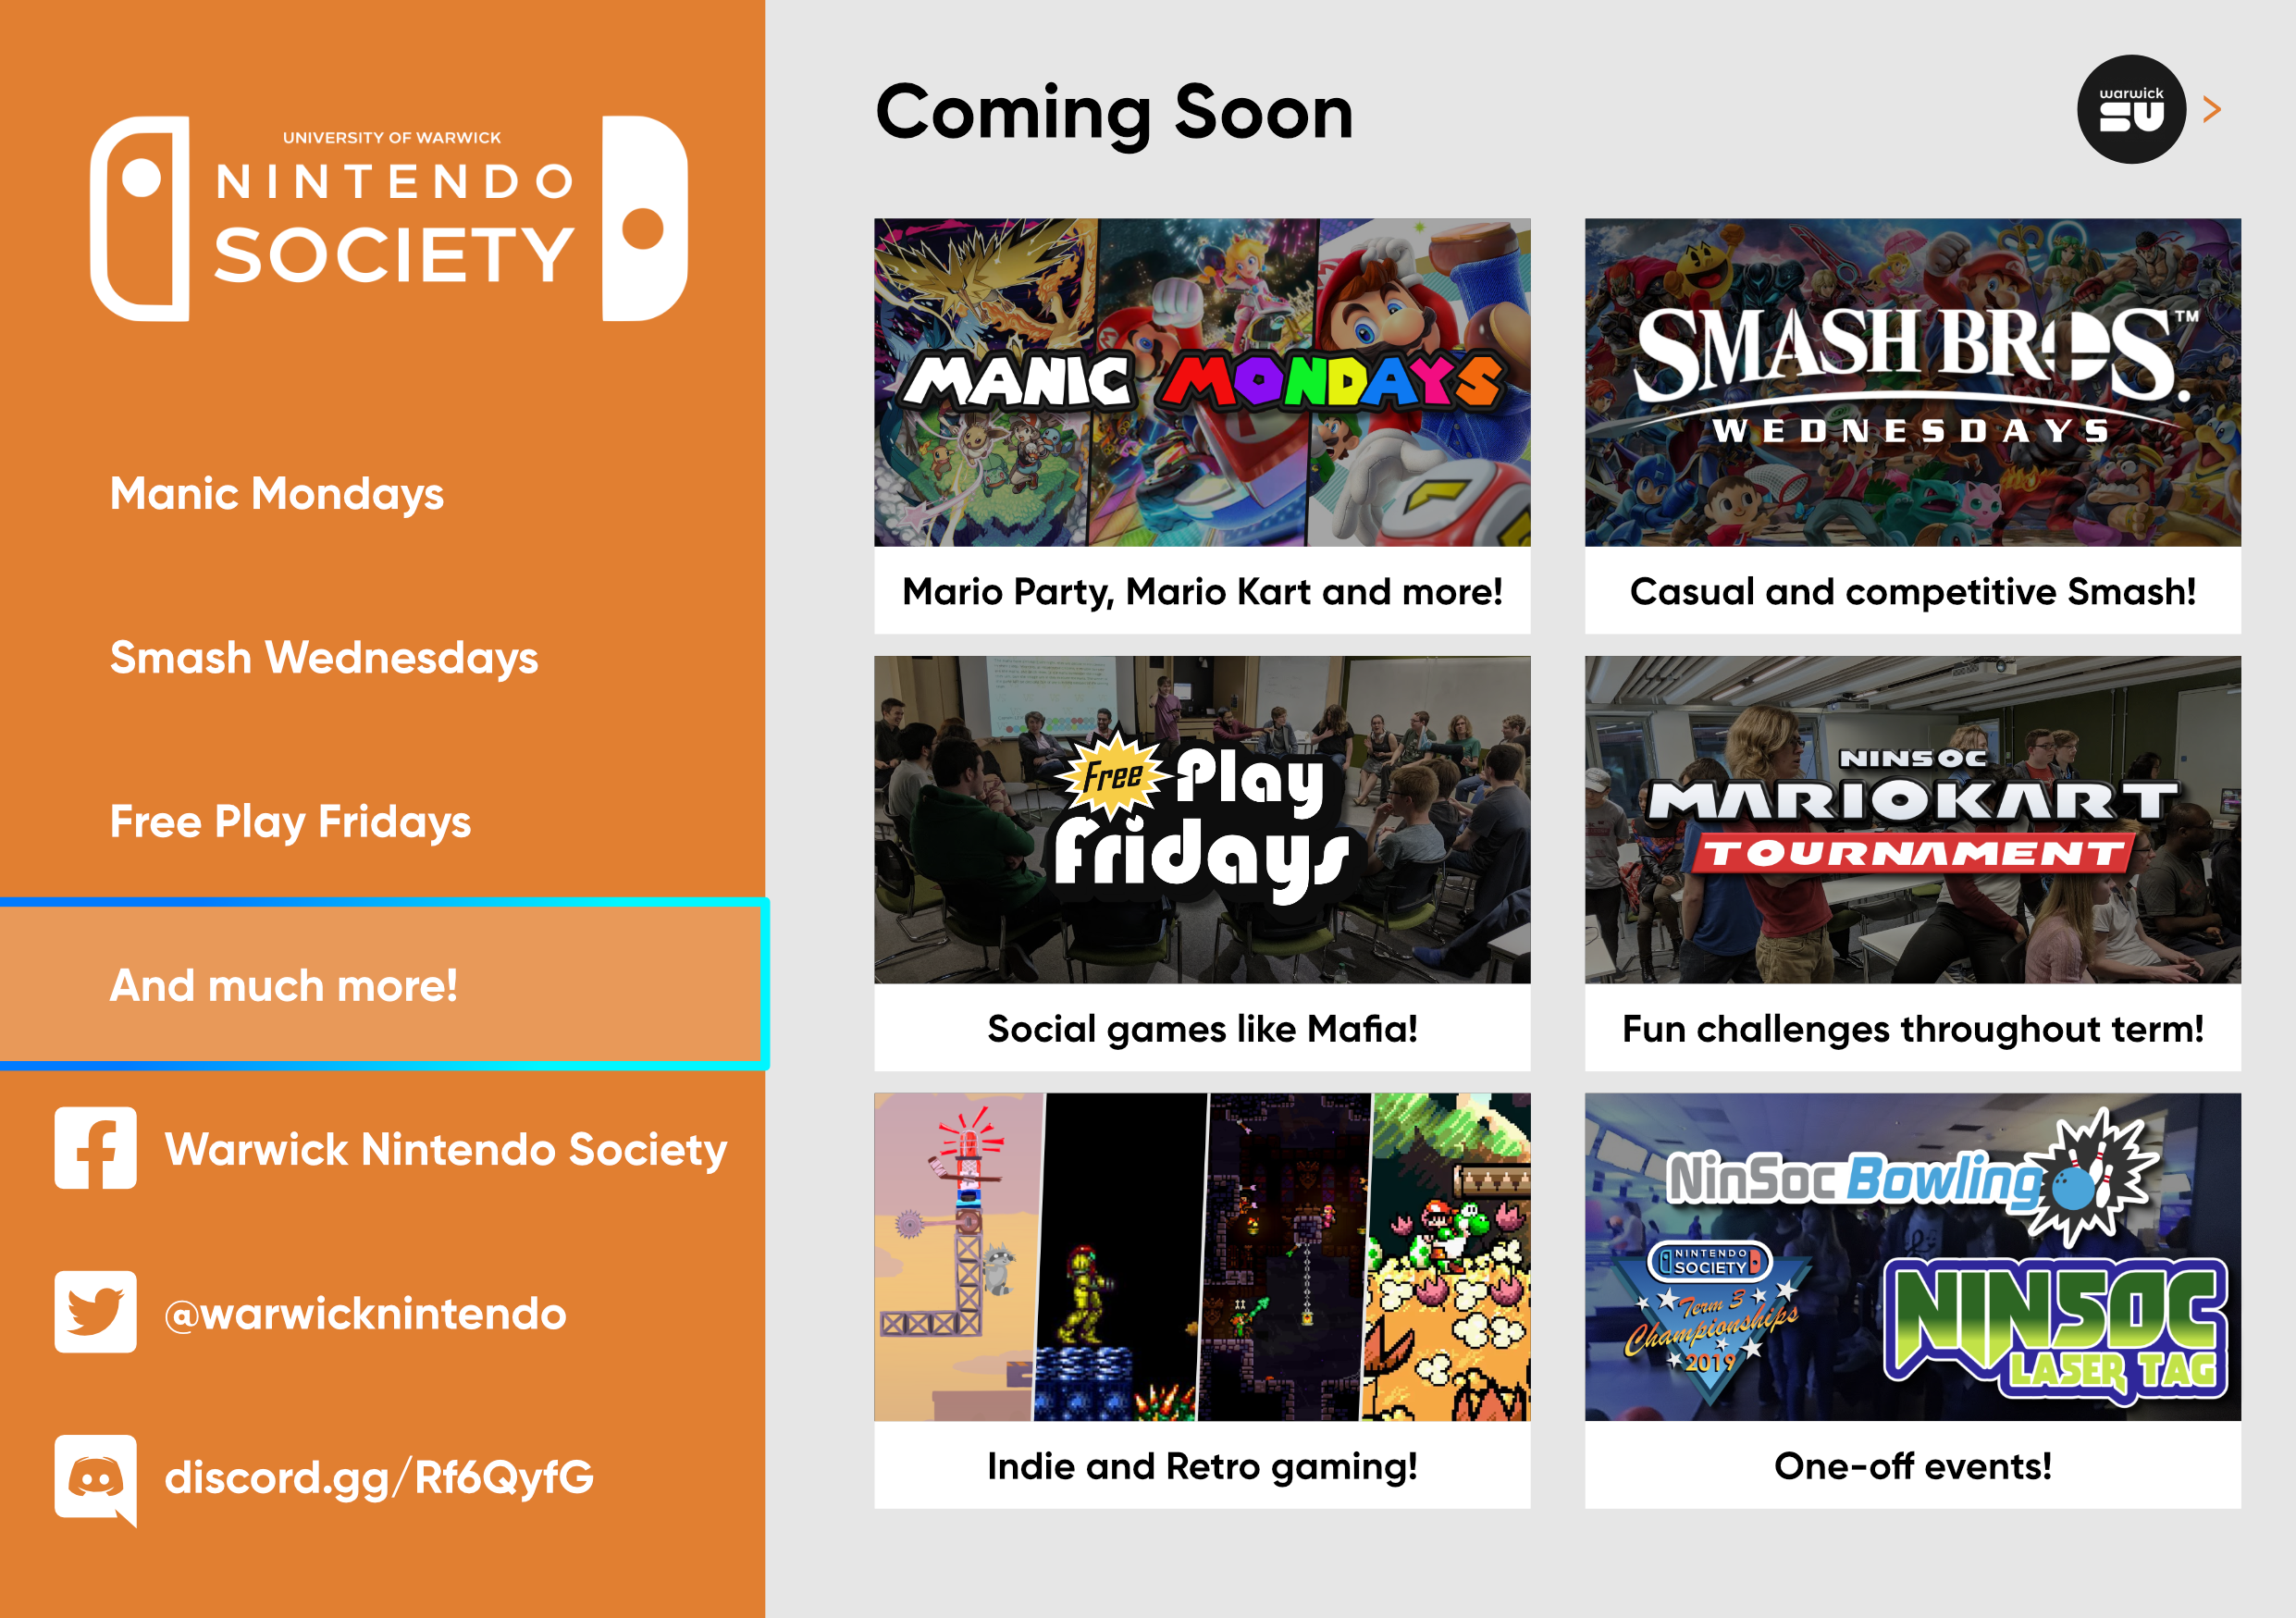 UNIVERSITY OF WARWICK
NINTENDO
SOCIETY
Manic Mondays
Smash Wednesdays
Free Play Fridays
And much more!
Warwick Nintendo Society
@warwicknintendo
discord.gg/Rf6QyfG
Coming Soon
warwick
SU
>
MANIC MONDAYS
Mario Party, Mario Kart and more!
SMASH BROS.™
WEDNESDAYS
Casual and competitive Smash!
Free Play
Fridays
Social games like Mafia!
NINSOC
MARIOKART
TOURNAMENT
Fun challenges throughout term!
Indie and Retro gaming!
NinSoc Bowling
NINTENDO
SOCIETY
Term 3
Championships
2019
NINSOC
LASER TAG
One-off events!